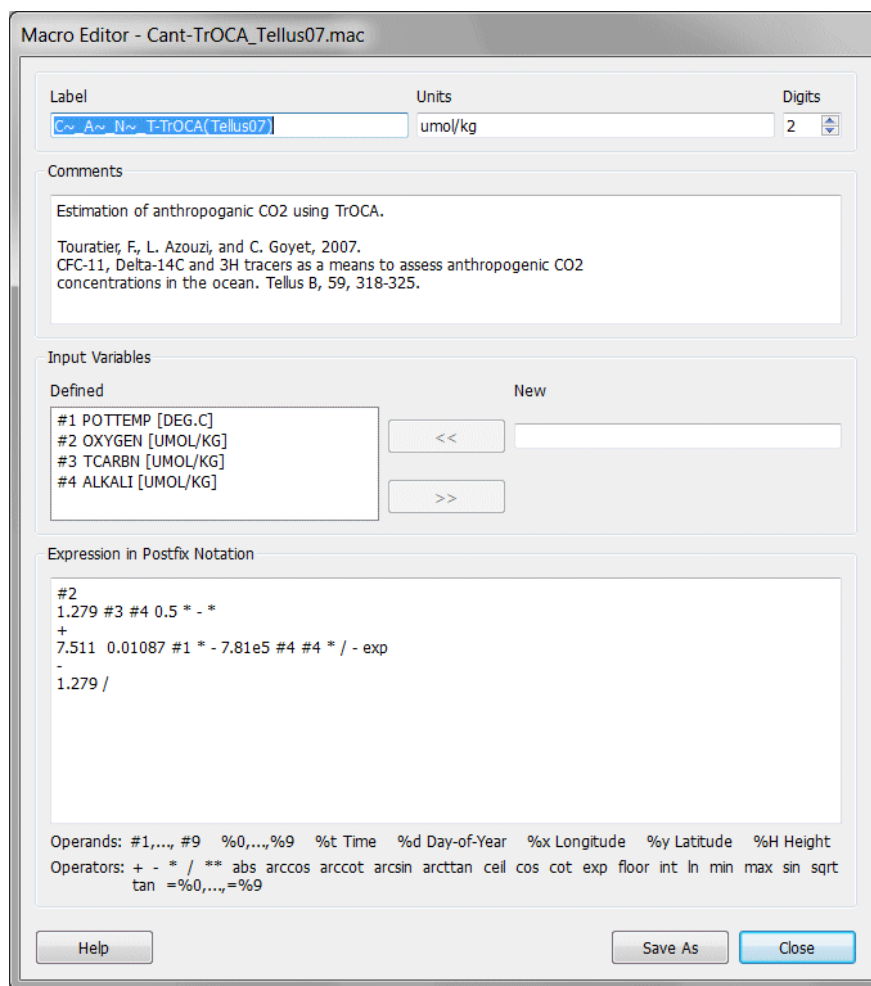 Macro Editor - Cant-TrOCA_Tellus07.mac
Label Units Digits
C~_A~_N~_T-TrOCA(Tellus07) umol/kg 2
Comments
Estimation of anthropoganic CO2 using TrOCA.
Touratier, F., L. Azouzi, and C. Goyet, 2007.
CFC-11, Delta-14C and 3H tracers as a means to assess anthropogenic CO2
concentrations in the ocean. Tellus B, 59, 318-325.
Input Variables
Defined New
#1 POTTEMP [DEG.C]
#2 OXYGEN [UMOL/KG]
#3 TCARBN [UMOL/KG]
#4 ALKALI [UMOL/KG]
<<
>>
Expression in Postfix Notation
#2
1.279 #3 #4 0.5 * - *
+
7.511 0.01087 #1 * - 7.81e5 #4 #4 * / - exp
-
1.279 /
Operands: #1,..., #9 %0,...,%9 %t Time %d Day-of-Year %x Longitude %y Latitude %H Height
Operators: + - * / ** abs arccos arccot arcsin arcttan ceil cos cot exp floor int ln min max sin sqrt
tan =%0,...,=%9
Help Save As Close